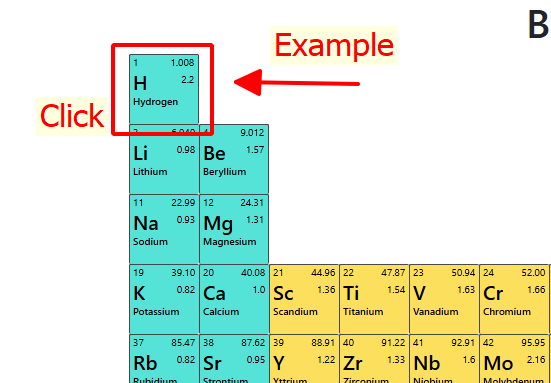 B
Example
Click
1 1.008
H 2.2
Hydrogen
9.012
Li 0.98 Be 1.57
Lithium Beryllium
11 22.99 12 24.31
Na 0.93 Mg 1.31
Sodium Magnesium
19 39.10 20 40.08 21 44.96 22 47.87 23 50.94 24 52.00
K 0.82 Ca 1.0 Sc 1.36 Ti 1.54 V 1.63 Cr 1.66
Potassium Calcium Scandium Titanium Vanadium Chromium
37 85.47 38 87.62 39 88.91 40 91.22 41 92.91 42 95.95
Rb 0.82 Sr 0.95 Y 1.22 Zr 1.33 Nb 1.6 Mo 2.16
Rubidium Strontium Yttrium Zirconium Niobium Molybdenum